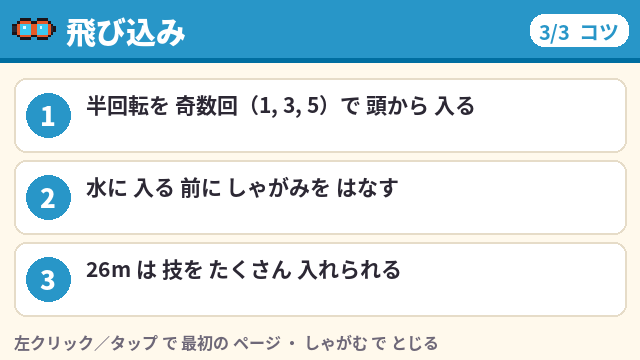 飛び込み
3/3 コツ
1
半回転を 奇数回（1, 3, 5）で 頭から 入る
2
水に 入る 前に しゃがみを はなす
3
26m は 技を たくさん 入れられる
左クリック／タップ で 最初の ページ ・ しゃがむ で とじる